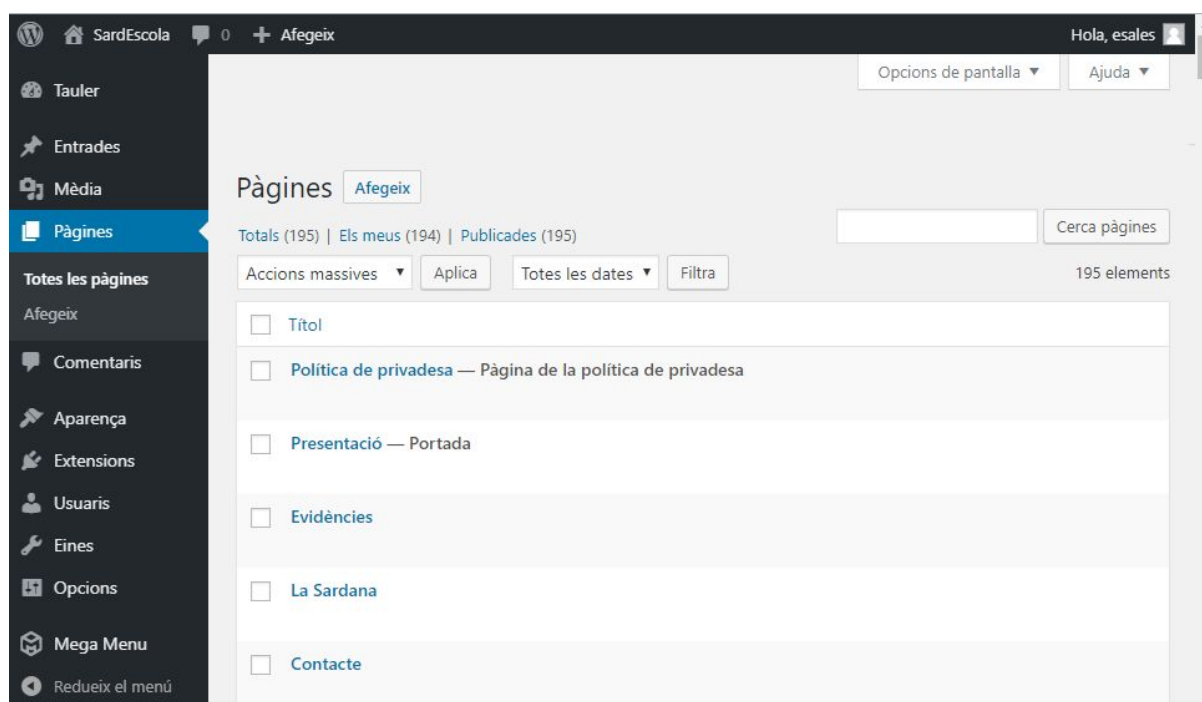 SardEscola 0 + Afegeix Hola, esales
Opcions de pantalla ▼ Ajuda ▼
Tauler
Entrades
Mèdia
Pàgines
Totes les pàgines
Afegeix
Comentaris
Aparença
Extensions
Usuaris
Eines
Opcions
Mega Menu
Redueix el menú
Pàgines Afegeix
Totals (195) | Els meus (194) | Publicades (195)
Cerca pàgines
Accions massives ▼ Aplica Totes les dates ▼ Filtra 195 elements
Títol
Política de privadesa — Pàgina de la política de privadesa
Presentació — Portada
Evidències
La Sardana
Contacte